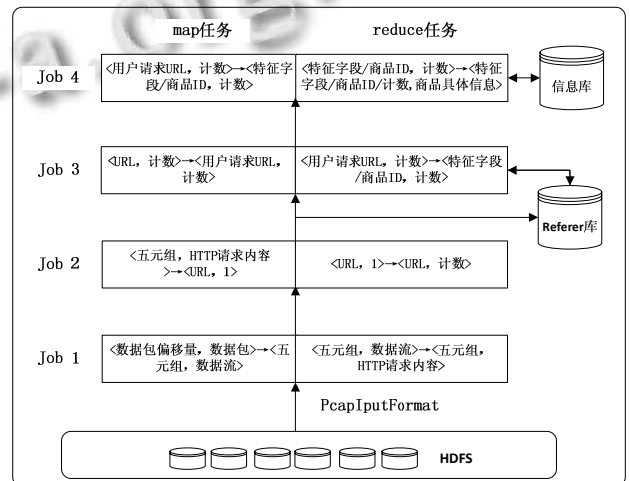 map任务 reduce任务
Job 4
<用户请求URL，计数>→<特征字
段/商品ID，计数>
<特征字段/商品ID，计数>→<特征
字段/商品ID/计数,商品具体信息>
信息库
Job 3
<URL，计数>→<用户请求URL，
计数>
<用户请求URL，计数>→<特征字段
/商品ID，计数>
Referer库
Job 2
<五元组，HTTP请求内容
>→<URL，1>
<URL，1>→<URL，计数>
Job 1
<数据包偏移量，数据包>→<五
元组，数据流>
<五元组，数据流>→<五元组，
HTTP请求内容>
PcapIputFormat
HDFS